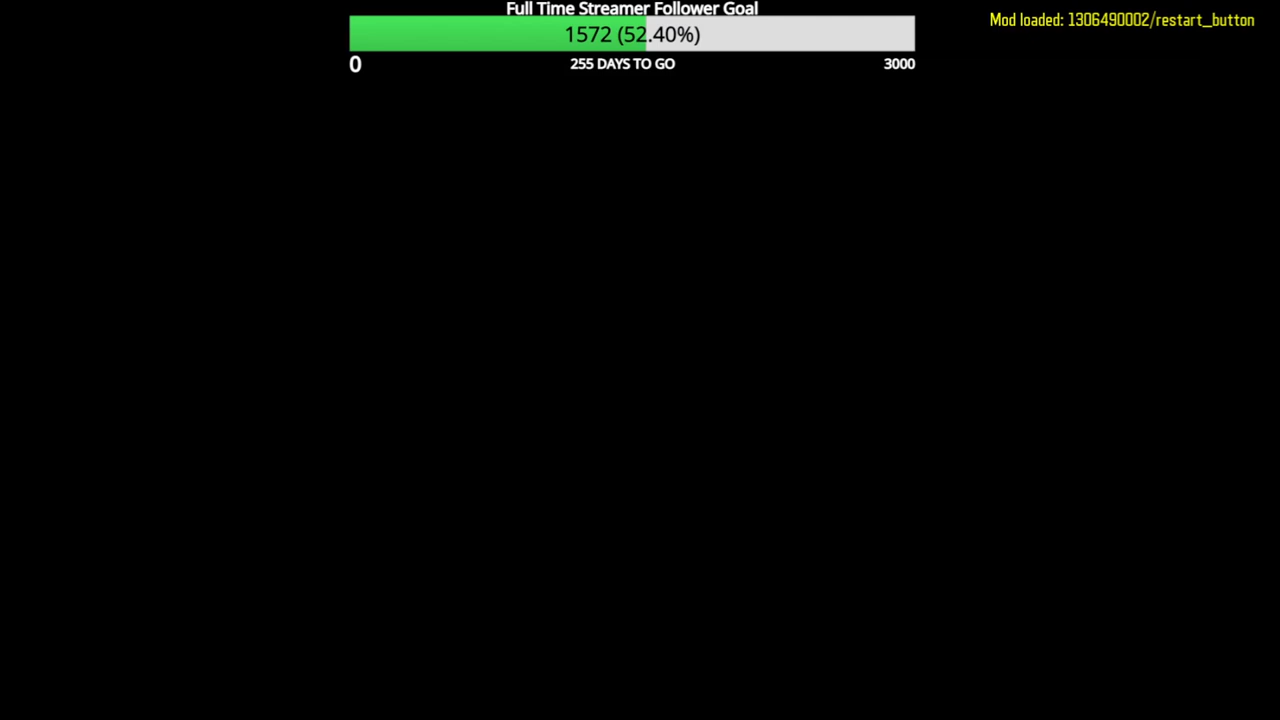 Full Time Streamer Follower Goal
Mod loaded: 1306490002/restart_button
1572 (52.40%)
0
255 DAYS TO GO
3000